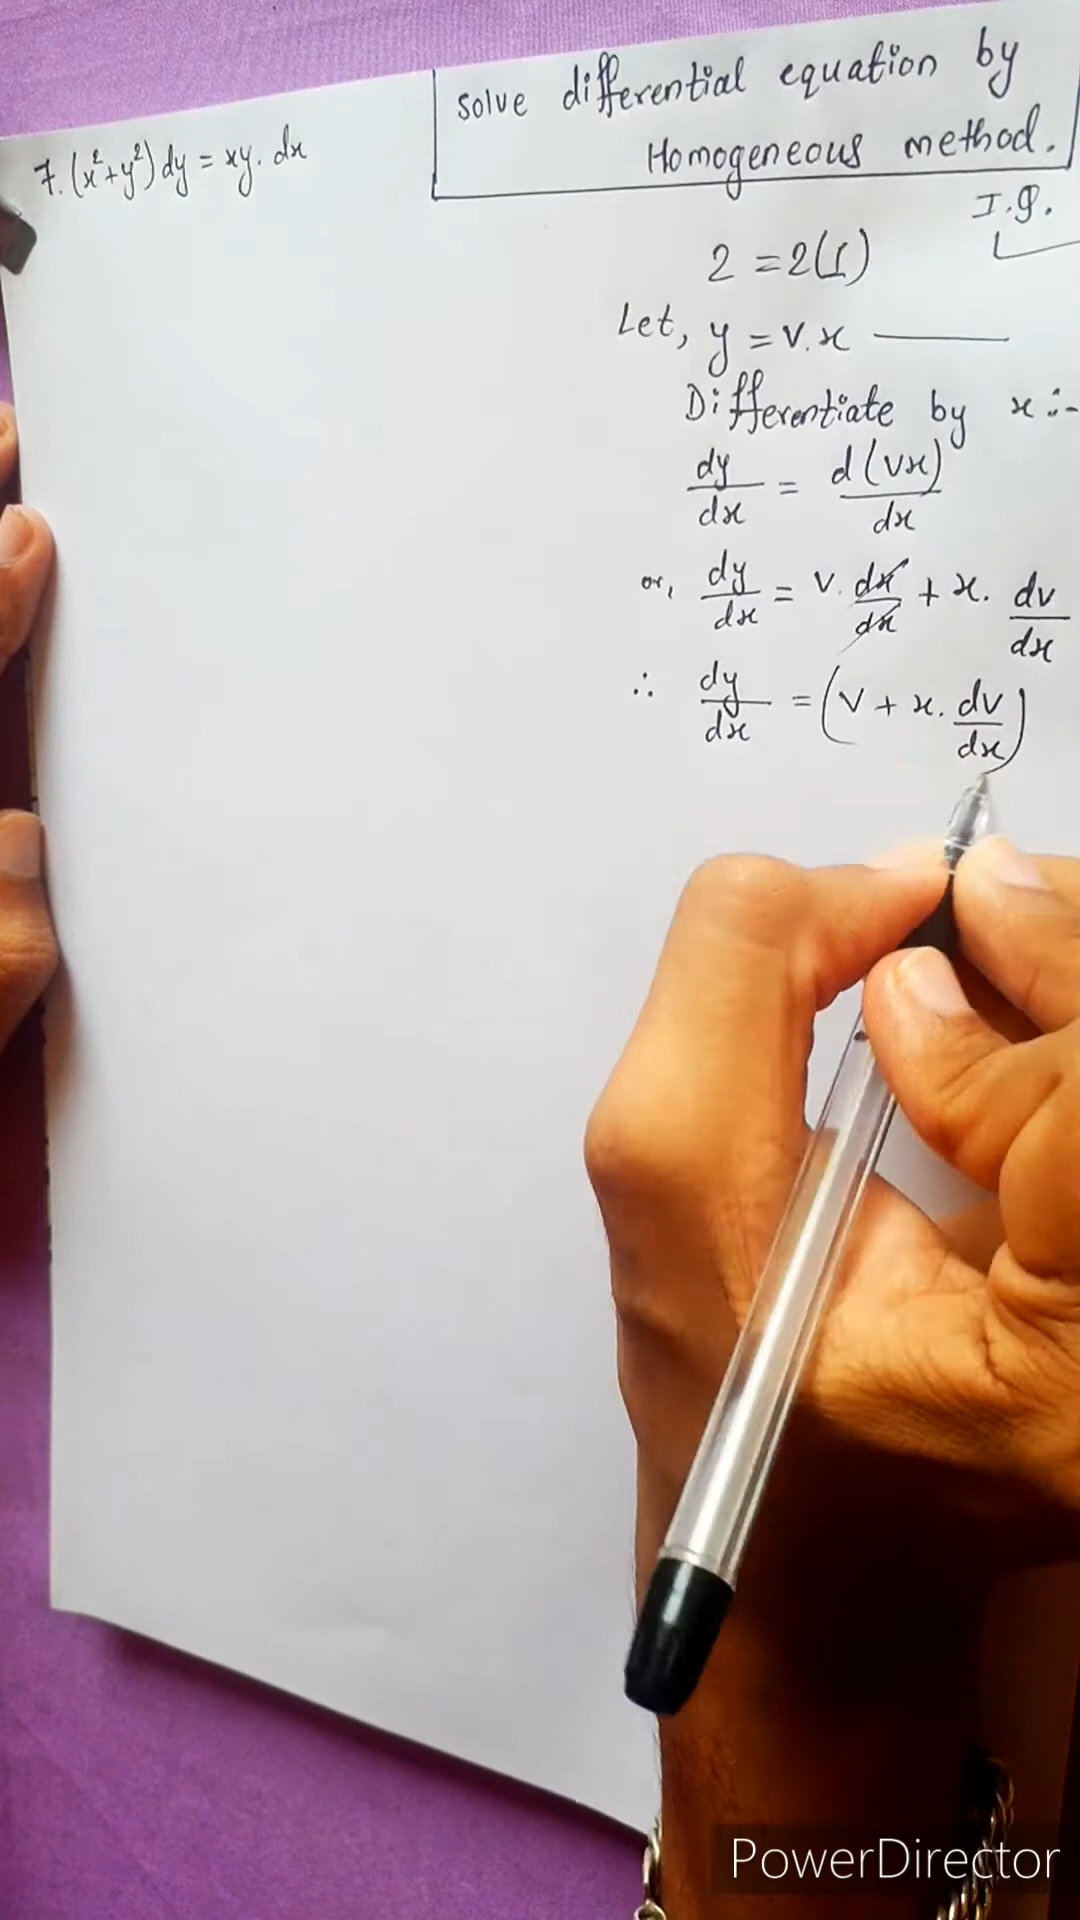 solve differential equation by
Homogeneous method.
7. (x²+y²) dy = xy. dx
I.g.
2 = 2(1)
Let, y = v.x
Differentiate by x :-
dy/dx = d(vx)/dx
or, dy/dx = v. dx/dx + x. dv/dx
∴ dy/dx = (v + x. dv/dx)
PowerDirector